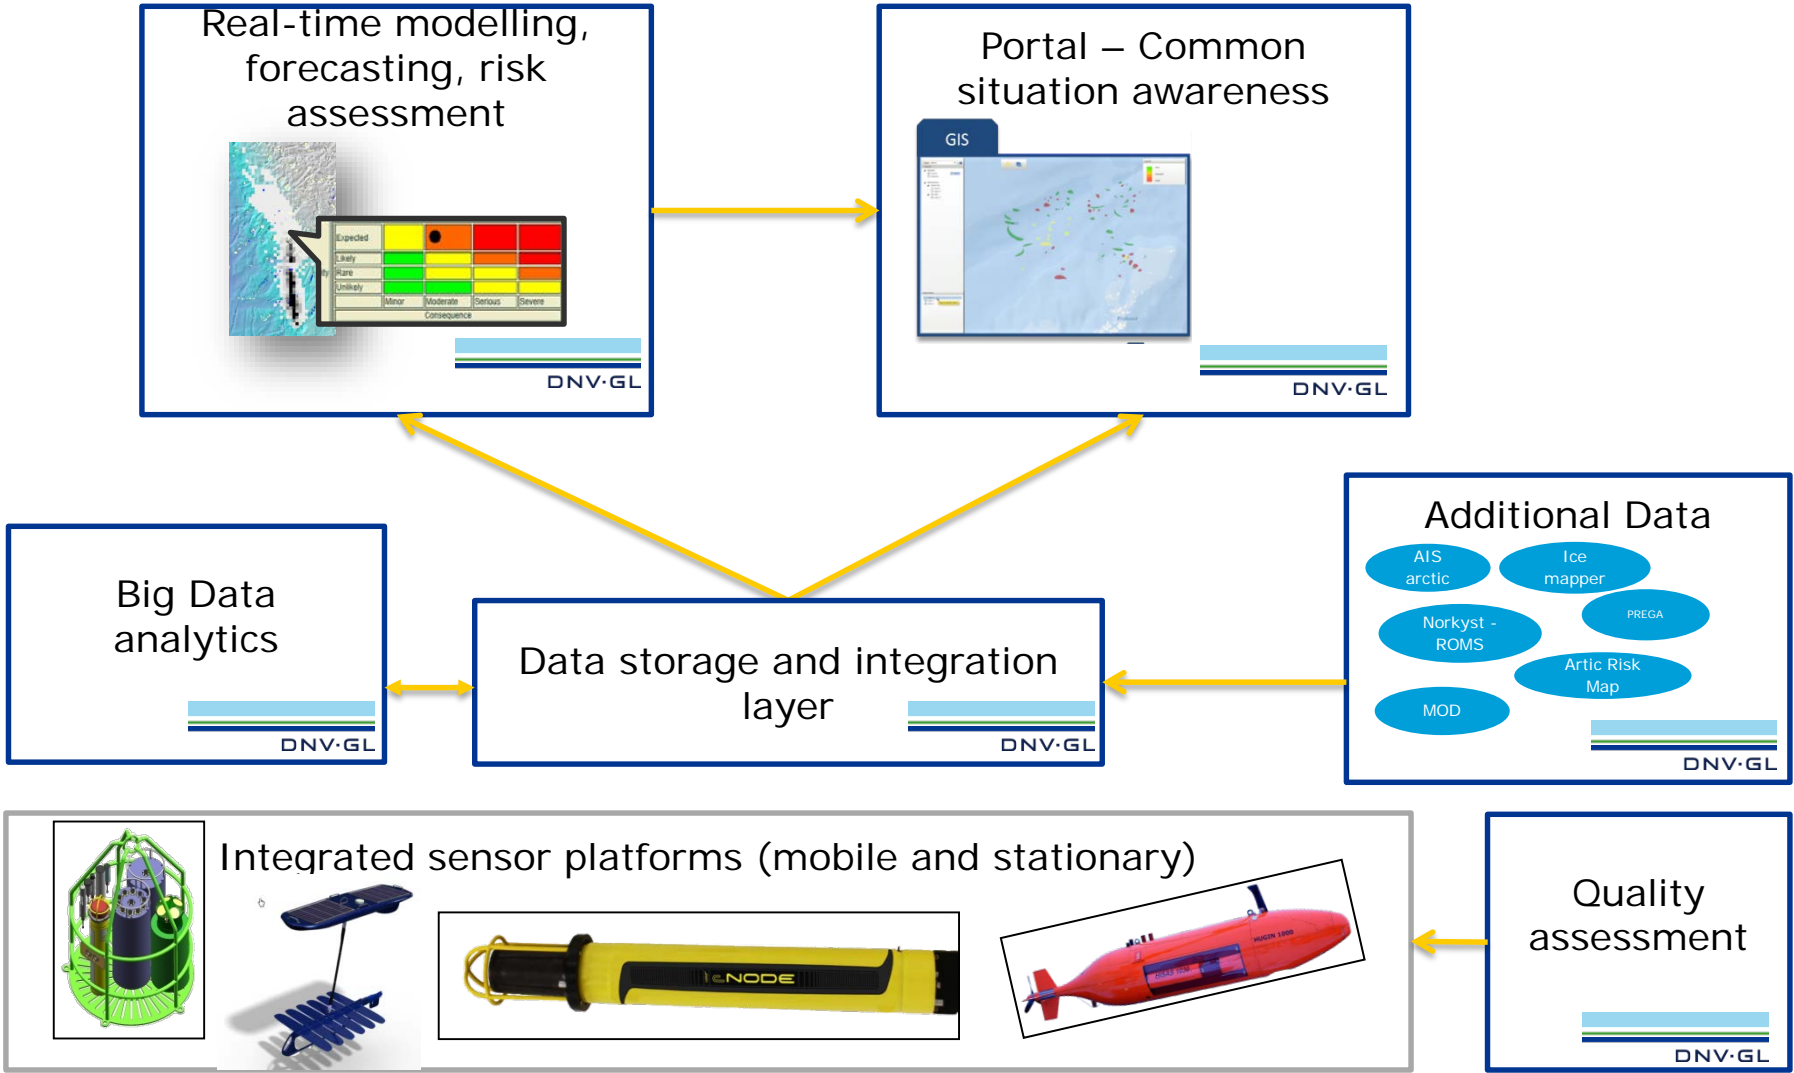 Real-time modelling,
forecasting, risk
assessment
Expected
Likely
Rare
Unlikely
Minor Moderate Serious Severe
Consequence
DNV·GL
Portal – Common
situation awareness
GIS
DNV·GL
Big Data
analytics
DNV·GL
Data storage and integration
layer
DNV·GL
Additional Data
AIS
arctic
Ice
mapper
PREGA
Norkyst -
ROMS
Artic Risk
Map
MOD
DNV·GL
Integrated sensor platforms (mobile and stationary)
cNODE
HUGIN 1000
Quality
assessment
DNV·GL